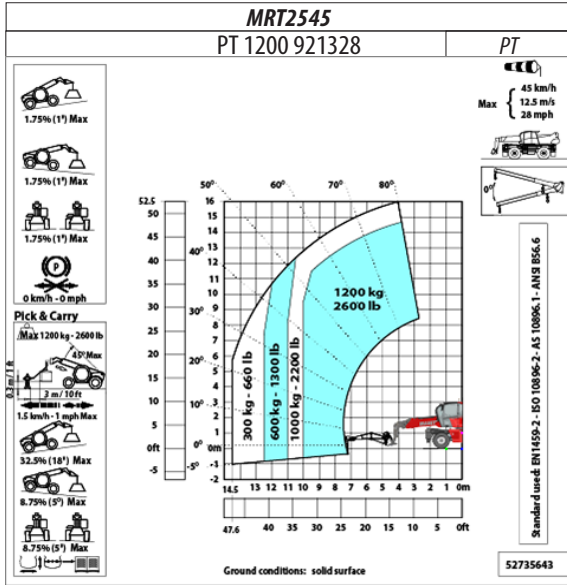 MRT2545
PT 1200 921328
PT
1.75% (1°) Max
1.75% (1°) Max
1.75% (1°) Max
P
0 km/h - 0 mph
Pick & Carry
Max 1200 kg - 2600 lb
45° Max
0.3 m/ 1 ft
3 m/ 10ft
1.5 km/h - 1 mph Max
32.5% (18°) Max
8.75% (5°) Max
8.75% (5°) Max
Max
45 km/h
12.5 m/s
28 mph
0°
50° 60° 70° 80°
40°
30°
20°
10°
0°
-5°
52.5
50
45
40
35
30
25
20
15
10
5
0ft
-5
16
15
14
13
12
11
10
9
8
7
6
5
4
3
2
1
0m
-1
-2
300 kg - 660 lb
600 kg - 1300 lb
1000 kg - 2200 lb
1200 kg
2600 lb
14.5 13 12 11 10 9 8 7 6 5 4 3 2 1 0m
47.6 40 35 30 25 20 15 10 5 0ft
Ground conditions: solid surface
Standard used: EN1459-2 - ISO 10896-2 - AS 10896.1 - ANSI B56.6
52735643